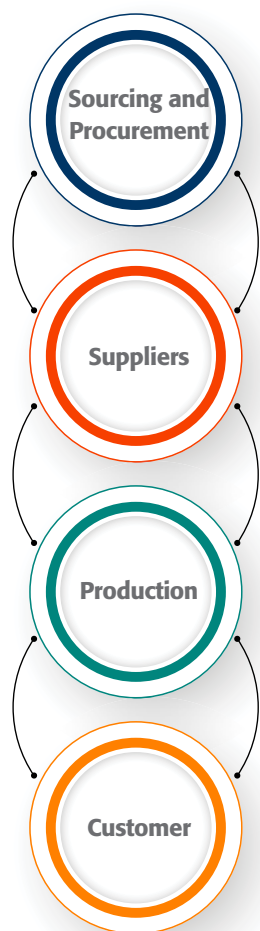 Sourcing and
Procurement
Suppliers
Production
Customer